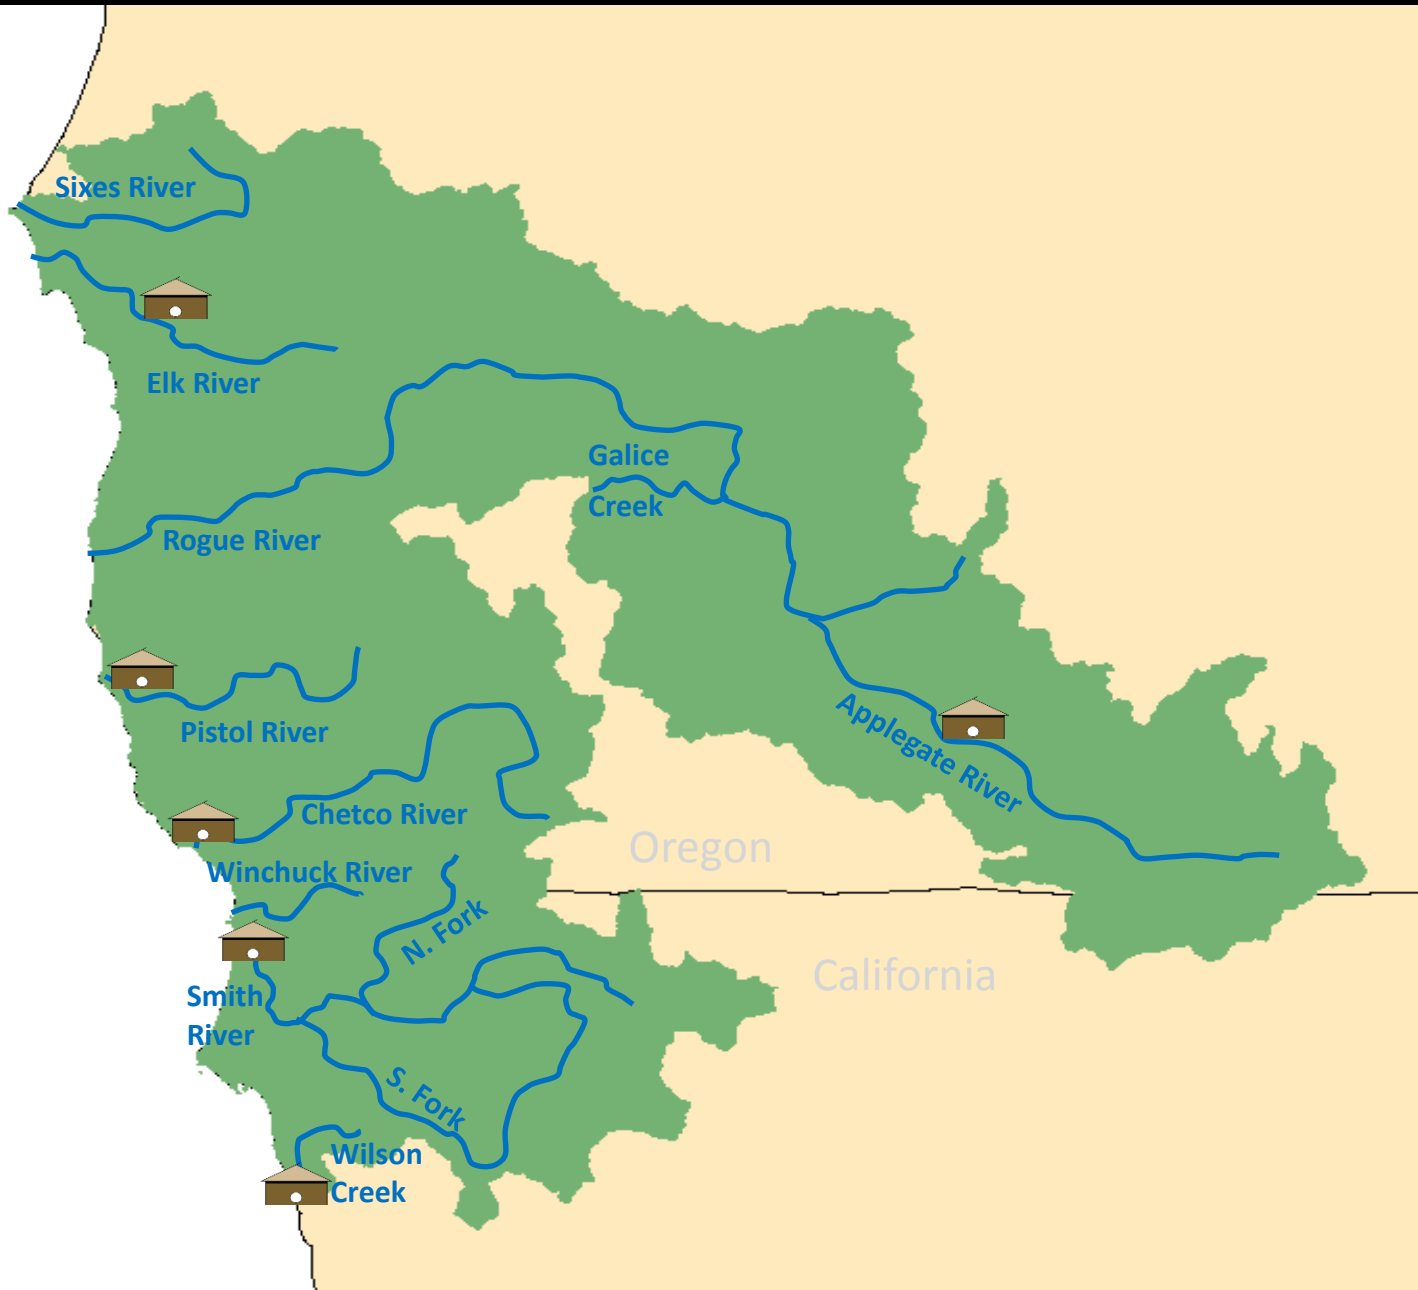 Sixes River
Elk River
Galice
Creek
Rogue River
Applegate River
Pistol River
Chetco River
Oregon
Winchuck River
N. Fork
California
Smith
River
S. Fork
Wilson
Creek